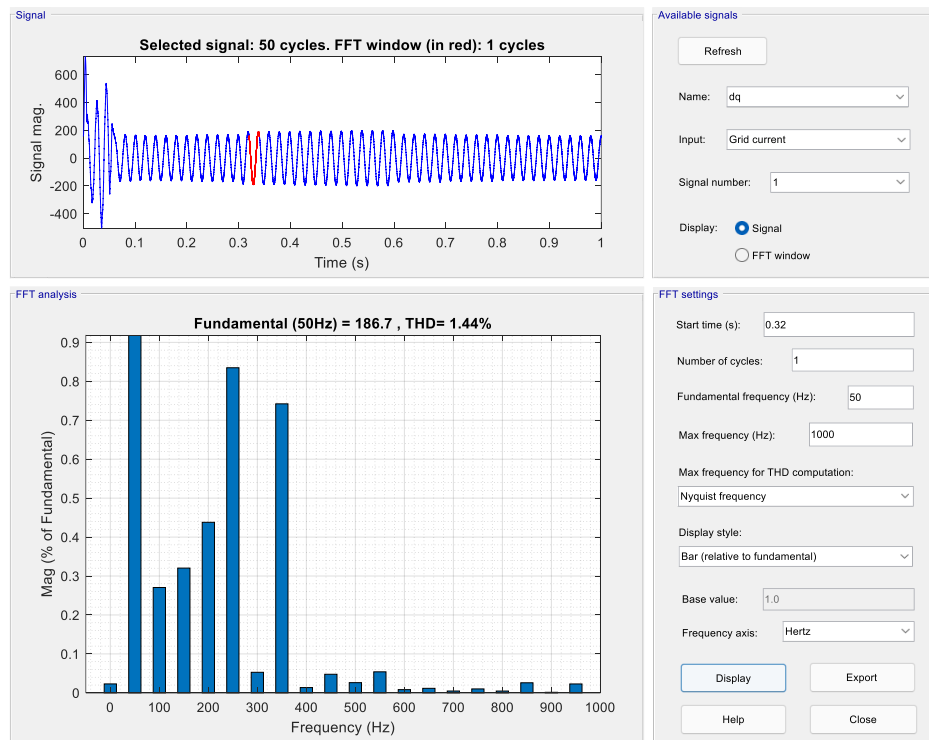 Signal
Selected signal: 50 cycles. FFT window (in red): 1 cycles
Signal mag.
600
400
200
0
-200
-400
0 0.1 0.2 0.3 0.4 0.5 0.6 0.7 0.8 0.9 1
Time (s)
Available signals
Refresh
Name: dq
Input: Grid current
Signal number: 1
Display: Signal
FFT window
FFT analysis
Fundamental (50Hz) = 186.7 , THD= 1.44%
Mag (% of Fundamental)
0.9
0.8
0.7
0.6
0.5
0.4
0.3
0.2
0.1
0
0 100 200 300 400 500 600 700 800 900 1000
Frequency (Hz)
FFT settings
Start time (s): 0.32
Number of cycles: 1
Fundamental frequency (Hz): 50
Max frequency (Hz): 1000
Max frequency for THD computation:
Nyquist frequency
Display style:
Bar (relative to fundamental)
Base value: 1.0
Frequency axis: Hertz
Display Export
Help Close